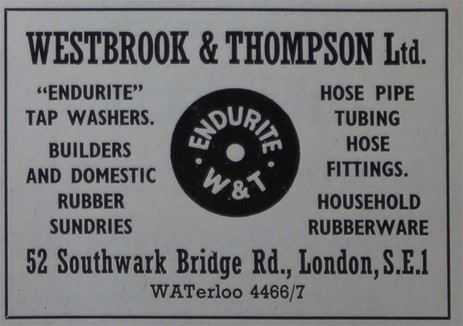 WESTBROOK & THOMPSON Ltd.
"ENDURITE"
TAP WASHERS.
BUILDERS
AND DOMESTIC
RUBBER
SUNDRIES
ENDURITE
W & T
HOSE PIPE
TUBING
HOSE
FITTINGS.
HOUSEHOLD
RUBBERWARE
52 Southwark Bridge Rd., London, S.E.1
WATerloo 4466/7